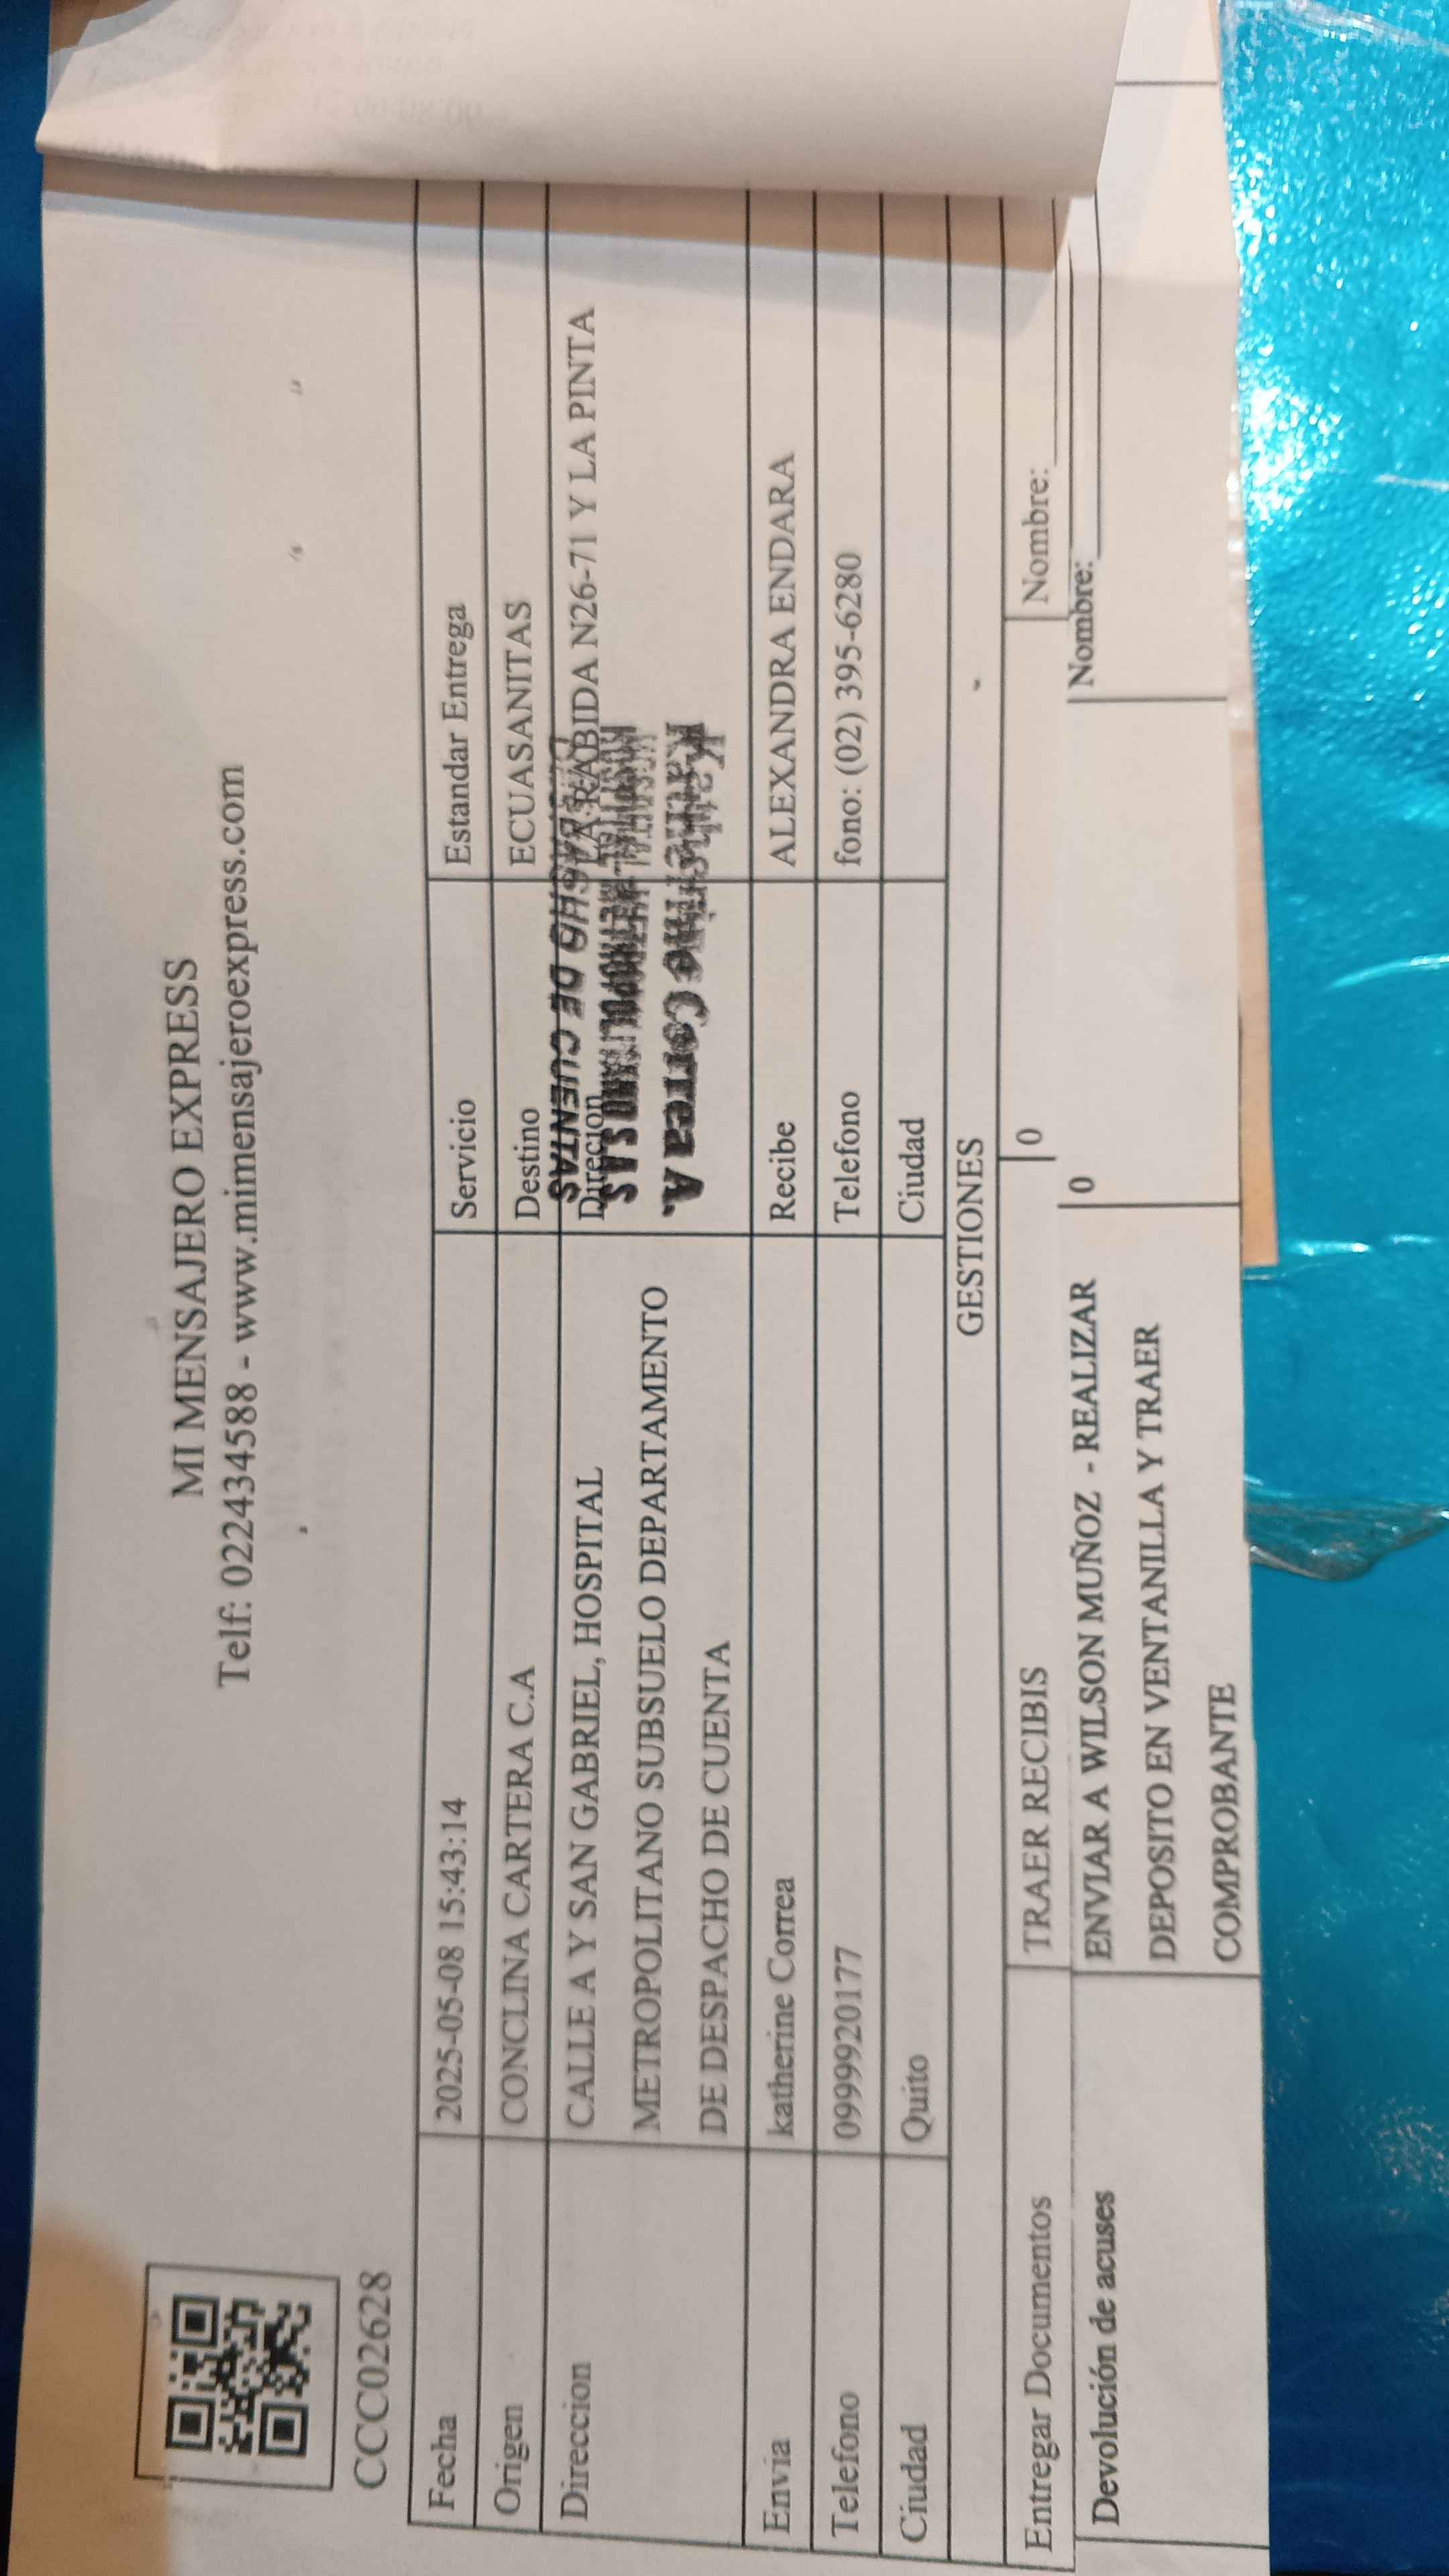 MI MENSAJERO EXPRESS
Telf: 022434588 - www.mimensajeroexpress.com
CCC02628
Fecha 2025-05-08 15:43:14 Servicio Estandar Entrega
Origen CONCLINA CARTERA C.A Destino ECUASANITAS
Direccion CALLE A Y SAN GABRIEL, HOSPITAL Direcion LA RABIDA N26-71 Y LA PINTA
METROPOLITANO SUBSUELO DEPARTAMENTO
DE DESPACHO DE CUENTA
DE CUENTAS
Correa A.
Envia katherine Correa Recibe ALEXANDRA ENDARA
Telefono 0999920177 Telefono fono: (02) 395-6280
Ciudad Quito Ciudad
GESTIONES
Entregar Documentos TRAER RECIBIS 0 Nombre:
Devolución de acuses ENVIAR A WILSON MUÑOZ - REALIZAR 0 Nombre:
DEPOSITO EN VENTANILLA Y TRAER
COMPROBANTE